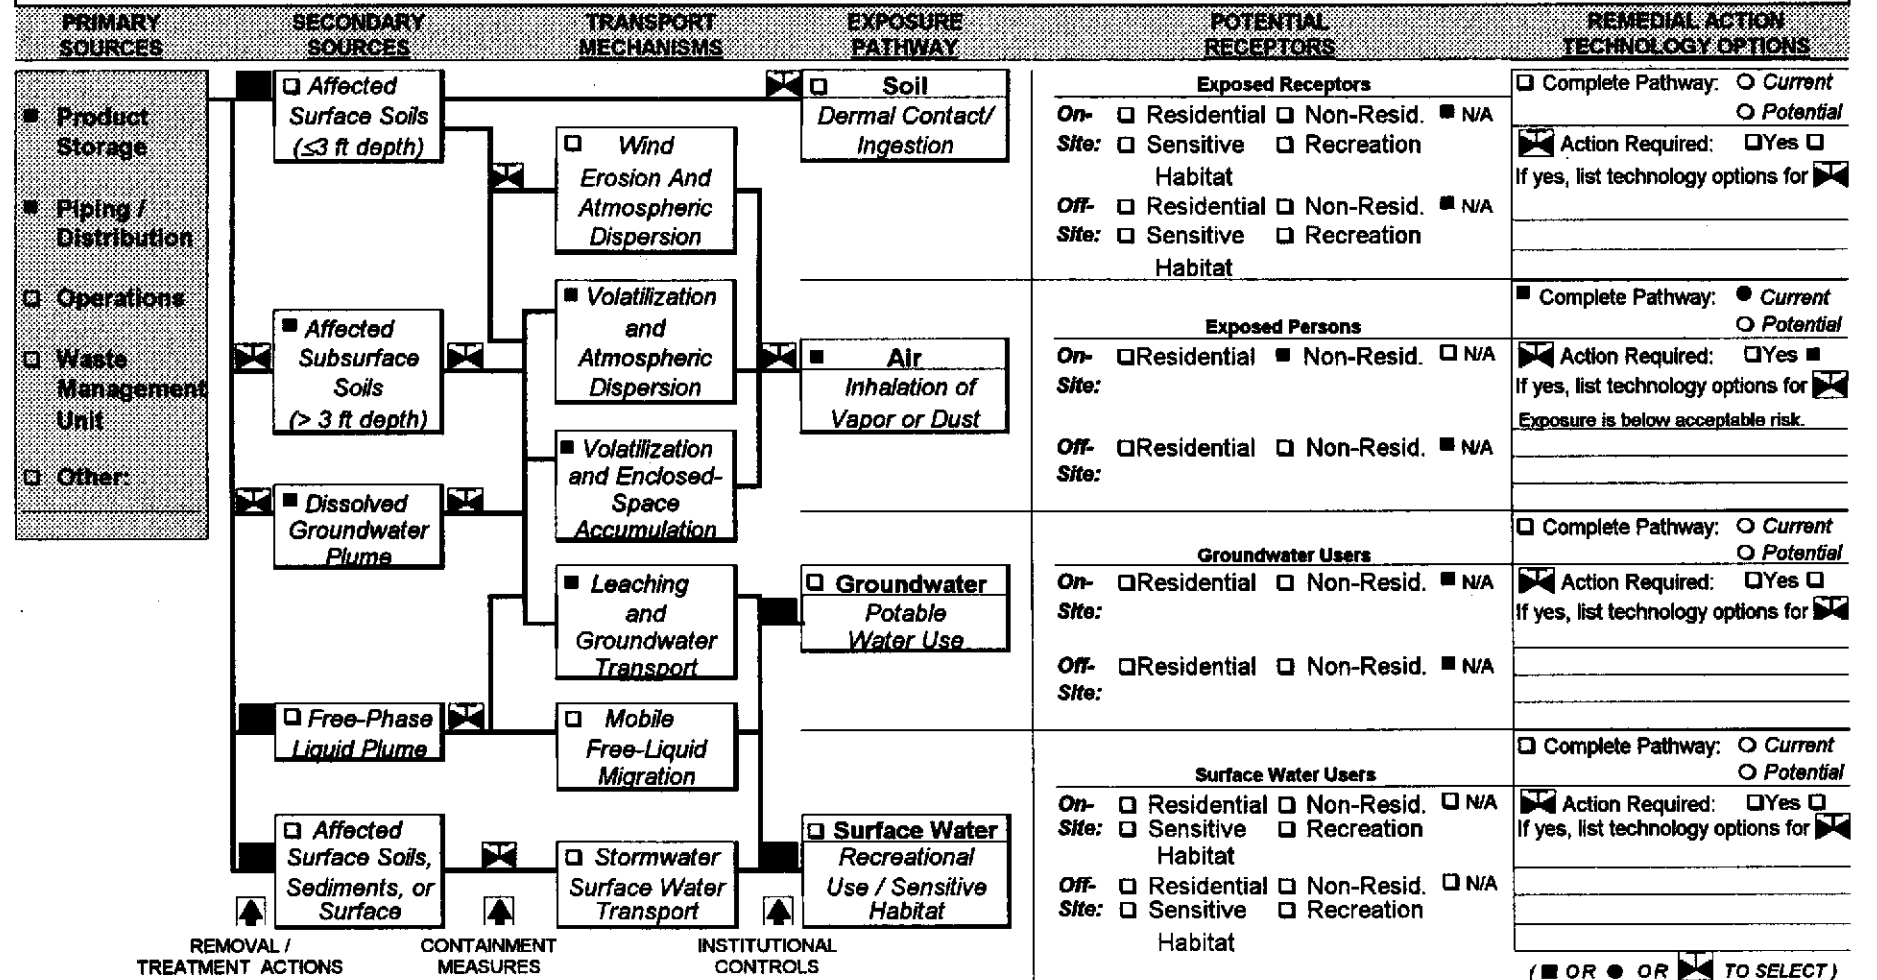 PRIMARY
SOURCES
SECONDARY
SOURCES
TRANSPORT
MECHANISMS
EXPOSURE
PATHWAY
POTENTIAL
RECEPTORS
REMEDIAL ACTION
TECHNOLOGY OPTIONS
■ Product
Storage
■ Piping /
Distribution
□ Operations
□ Waste
Management
Unit
□ Other:
□ Affected
Surface Soils
(≤3 ft depth)
■ Affected
Subsurface
Soils
(> 3 ft depth)
■ Dissolved
Groundwater
Plume
□ Free-Phase
Liquid Plume
□ Affected
Surface Soils,
Sediments, or
Surface
□ Wind
Erosion And
Atmospheric
Dispersion
■ Volatilization
and
Atmospheric
Dispersion
■ Volatilization
and Enclosed-
Space
Accumulation
■ Leaching
and
Groundwater
Transport
□ Mobile
Free-Liquid
Migration
□ Stormwater
Surface Water
Transport
□ Soil
Dermal Contact/
Ingestion
■ Air
Inhalation of
Vapor or Dust
□ Groundwater
Potable
Water Use
□ Surface Water
Recreational
Use / Sensitive
Habitat
Exposed Receptors
On- □ Residential □ Non-Resid. ■ N/A
Site: □ Sensitive □ Recreation
Habitat
Off- □ Residential □ Non-Resid. ■ N/A
Site: □ Sensitive □ Recreation
Habitat
Exposed Persons
On- □Residential ■ Non-Resid. □ N/A
Site:
Off- □Residential □ Non-Resid. ■ N/A
Site:
Groundwater Users
On- □Residential □ Non-Resid. ■ N/A
Site:
Off- □Residential □ Non-Resid. ■ N/A
Site:
Surface Water Users
On- □ Residential □ Non-Resid. □ N/A
Site: □ Sensitive □ Recreation
Habitat
Off- □ Residential □ Non-Resid. □ N/A
Site: □ Sensitive □ Recreation
Habitat
□ Complete Pathway: ○ Current
○ Potential
Action Required: □Yes □
If yes, list technology options for
■ Complete Pathway: ● Current
○ Potential
Action Required: □Yes ■
If yes, list technology options for
Exposure is below acceptable risk.
□ Complete Pathway: ○ Current
○ Potential
Action Required: □Yes □
If yes, list technology options for
□ Complete Pathway: ○ Current
○ Potential
Action Required: □Yes □
If yes, list technology options for
REMOVAL /
TREATMENT ACTIONS
CONTAINMENT
MEASURES
INSTITUTIONAL
CONTROLS
( ■ OR ● OR TO SELECT )